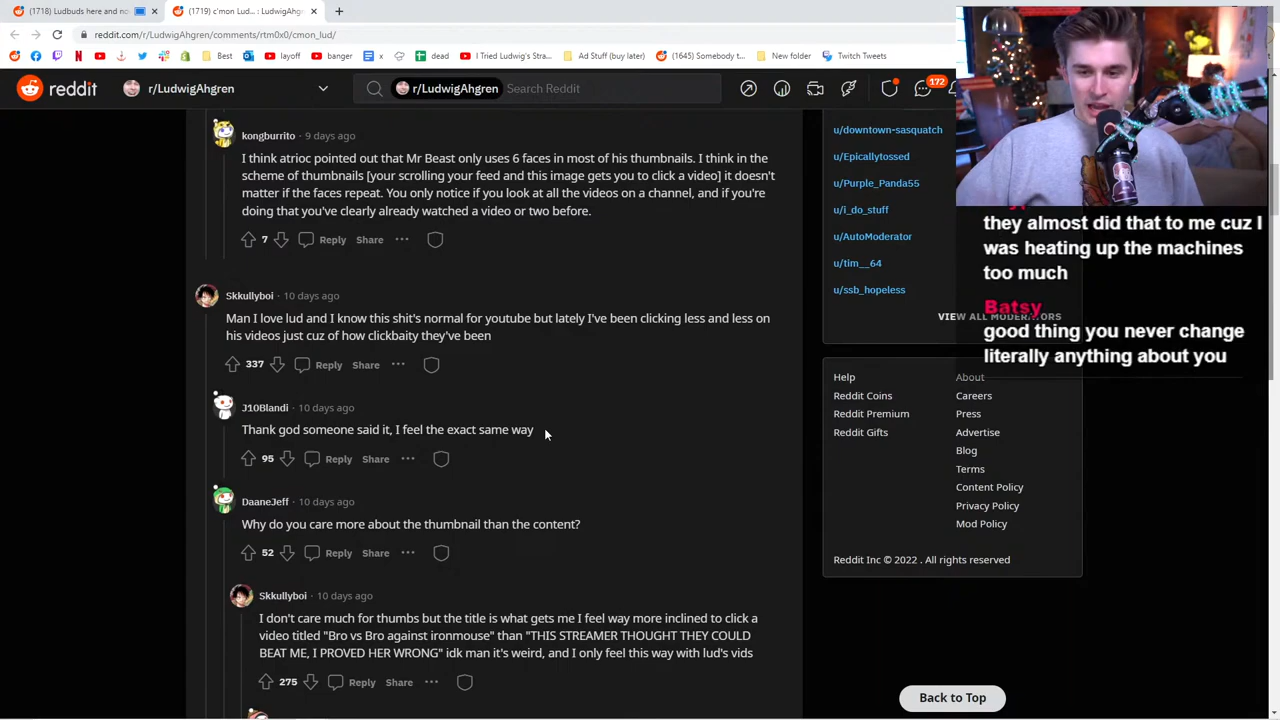 (1718) Ludbuds here and no
(1719) c'mon Lud... : LudwigAhgr
reddit.com/r/LudwigAhgren/comments/rtm0x0/cmon_lud/
Best
layoff
banger
x
dead
I Tried Ludwig's Stra...
Ad Stuff (buy later)
(1645) Somebody t...
New folder
Twitch Tweets
reddit
r/LudwigAhgren
r/LudwigAhgren
Search Reddit
172
kongburrito · 9 days ago
I think atrioc pointed out that Mr Beast only uses 6 faces in most of his thumbnails. I think in the
scheme of thumbnails [your scrolling your feed and this image gets you to click a video] it doesn't
matter if the faces repeat. You only notice if you look at all the videos on a channel, and if you're
doing that you've clearly already watched a video or two before.
7 Reply Share ...
Skkullyboi · 10 days ago
Man I love lud and I know this shit's normal for youtube but lately I've been clicking less and less on
his videos just cuz of how clickbaity they've been
337 Reply Share ...
J10Blandi · 10 days ago
Thank god someone said it, I feel the exact same way
95 Reply Share ...
DaaneJeff · 10 days ago
Why do you care more about the thumbnail than the content?
52 Reply Share ...
Skkullyboi · 10 days ago
I don't care much for thumbs but the title is what gets me I feel way more inclined to click a
video titled "Bro vs Bro against ironmouse" than "THIS STREAMER THOUGHT THEY COULD
BEAT ME, I PROVED HER WRONG" idk man it's weird, and I only feel this way with lud's vids
275 Reply Share ...
u/downtown-sasquatch
u/Epicallytossed
u/Purple_Panda55
u/i_do_stuff
u/AutoModerator
u/tim__64
u/ssb_hopeless
VIEW ALL MODERATORS
Help
About
Reddit Coins
Careers
Reddit Premium
Press
Reddit Gifts
Advertise
Blog
Terms
Content Policy
Privacy Policy
Mod Policy
Reddit Inc © 2022 . All rights reserved
Back to Top
they almost did that to me cuz I
was heating up the machines
too much
Batsy
good thing you never change
literally anything about you